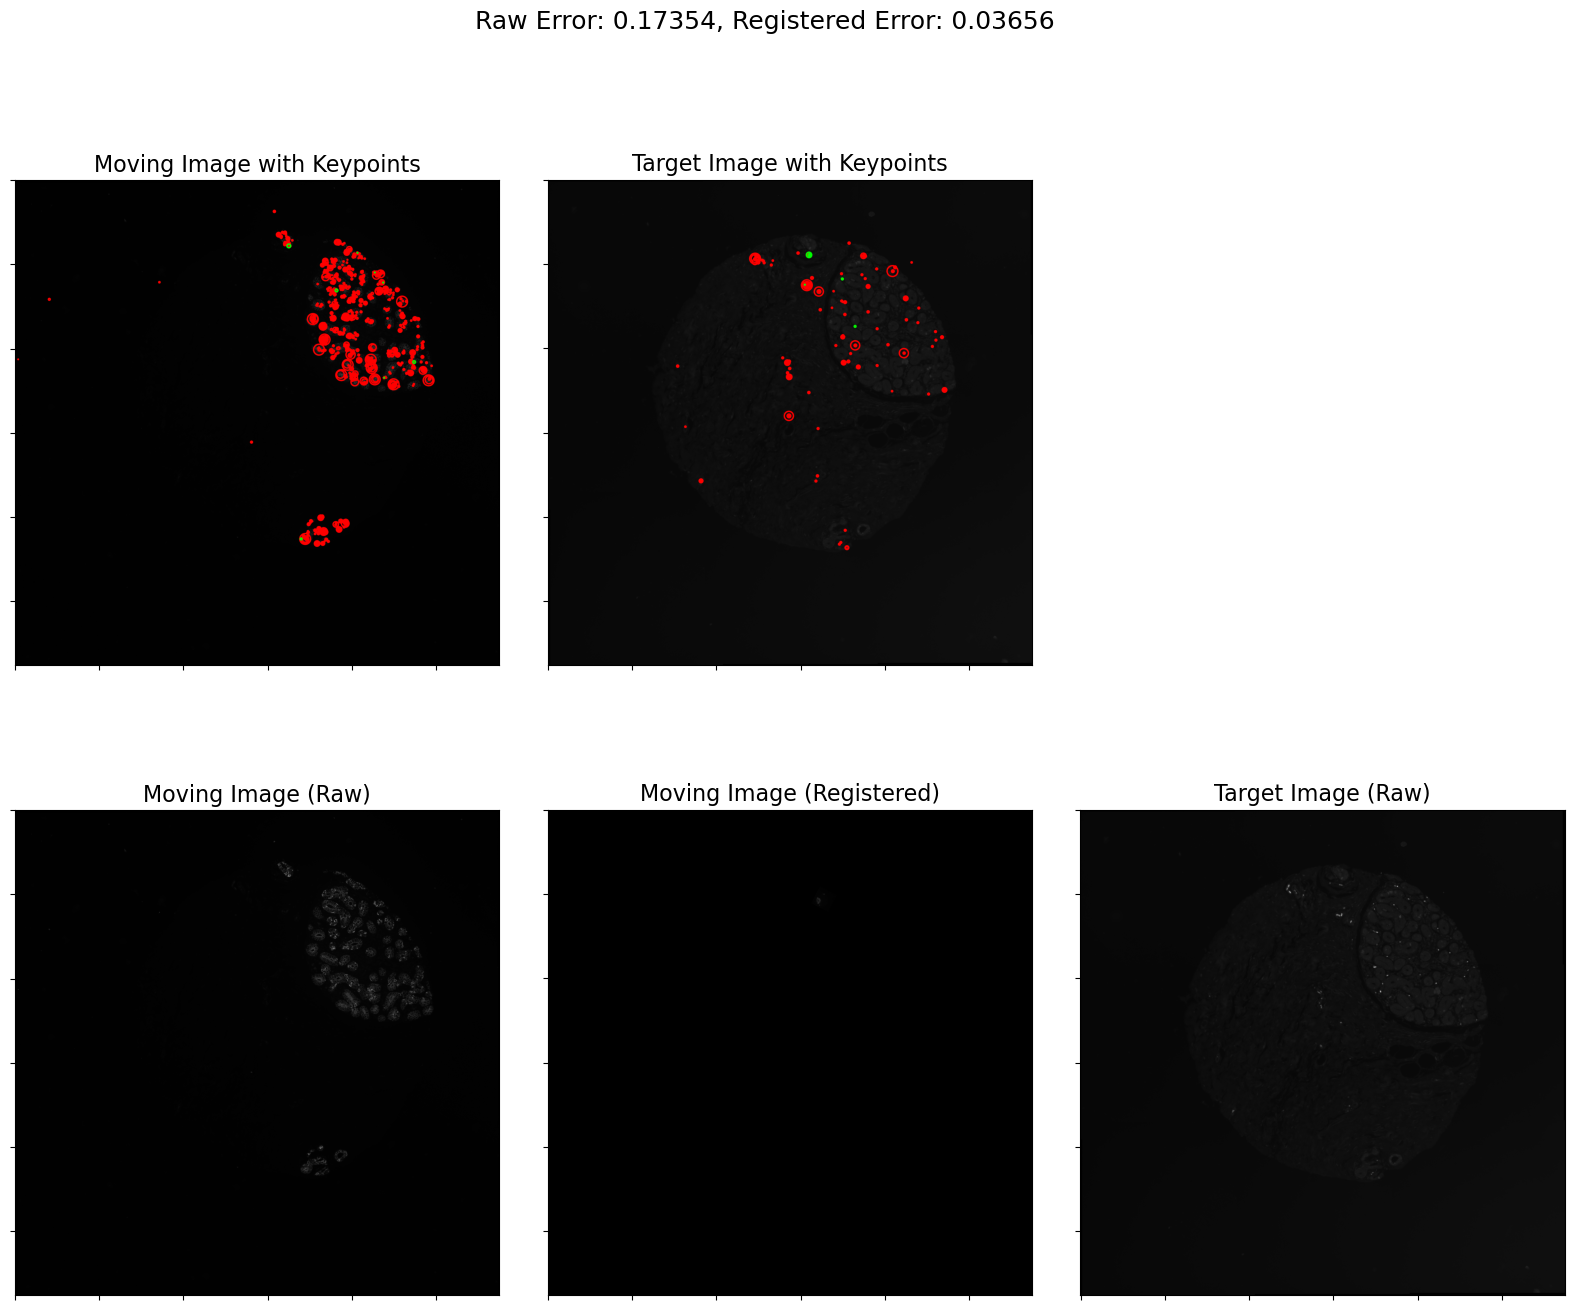 Raw Error: 0.17354, Registered Error: 0.03656
Moving Image with Keypoints
Target Image with Keypoints
Moving Image (Raw)
Moving Image (Registered)
Target Image (Raw)